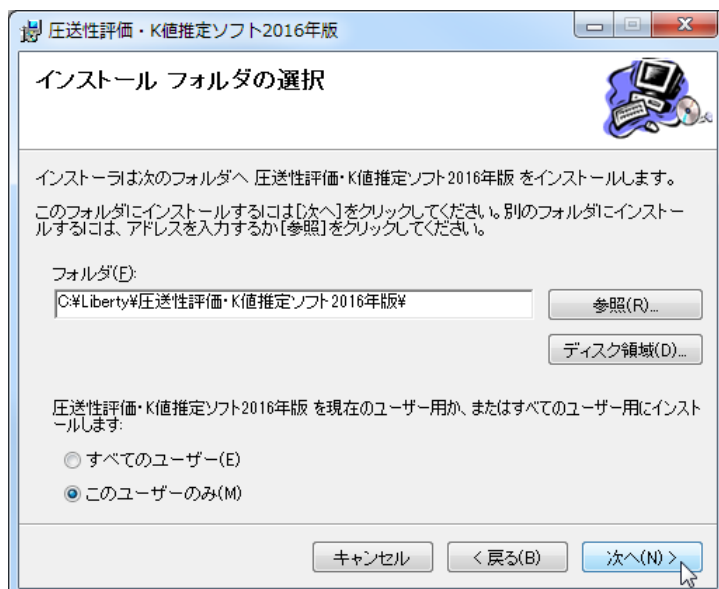 圧送性評価・K値推定ソフト2016年版
インストール フォルダの選択
インストーラは次のフォルダへ 圧送性評価・K値推定ソフト2016年版 をインストールします。
このフォルダにインストールするには[次へ]をクリックしてください。別のフォルダにインストー
ルするには、アドレスを入力するか[参照]をクリックしてください。
フォルダ(F):
C:¥Liberty¥圧送性評価・K値推定ソフト2016年版¥
参照(R)...
ディスク領域(D)...
圧送性評価・K値推定ソフト2016年版 を現在のユーザー用か、またはすべてのユーザー用にインスト
ールします:
すべてのユーザー(E)
このユーザーのみ(M)
キャンセル
< 戻る(B)
次へ(N) >